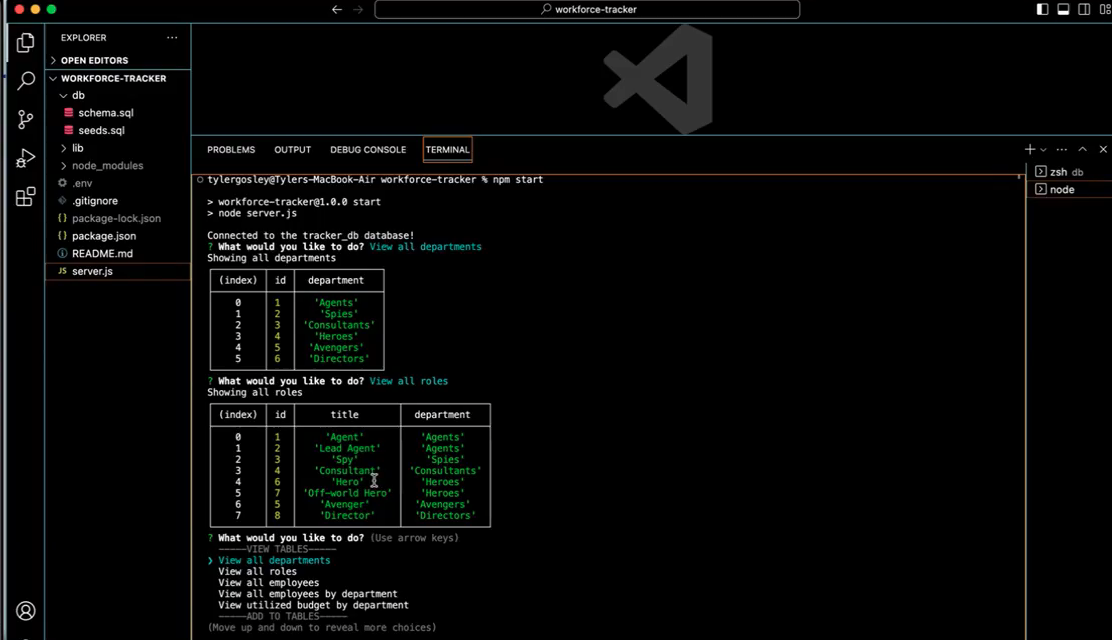 workforce-tracker
EXPLORER
OPEN EDITORS
WORKFORCE-TRACKER
db
schema.sql
seeds.sql
lib
node_modules
.env
.gitignore
package-lock.json
package.json
README.md
JS server.js
PROBLEMS OUTPUT DEBUG CONSOLE TERMINAL
zsh db
node
tylergosley@Tylers-MacBook-Air workforce-tracker % npm start
> workforce-tracker@1.0.0 start
> node server.js
Connected to the tracker_db database!
? What would you like to do? View all departments
Showing all departments
(index) id department
0 1 'Agents'
1 2 'Spies'
2 3 'Consultants'
3 4 'Heroes'
4 5 'Avengers'
5 6 'Directors'
? What would you like to do? View all roles
Showing all roles
(index) id title department
0 1 'Agent' 'Agents'
1 2 'Lead Agent' 'Agents'
2 3 'Spy' 'Spies'
3 4 'Consultant' 'Consultants'
4 6 'Hero' 'Heroes'
5 7 'Off-world Hero' 'Heroes'
6 5 'Avenger' 'Avengers'
7 8 'Director' 'Directors'
? What would you like to do? (Use arrow keys)
-----VIEW TABLES-----
❯ View all departments
View all roles
View all employees
View all employees by department
View utilized budget by department
-----ADD TO TABLES-----
(Move up and down to reveal more choices)